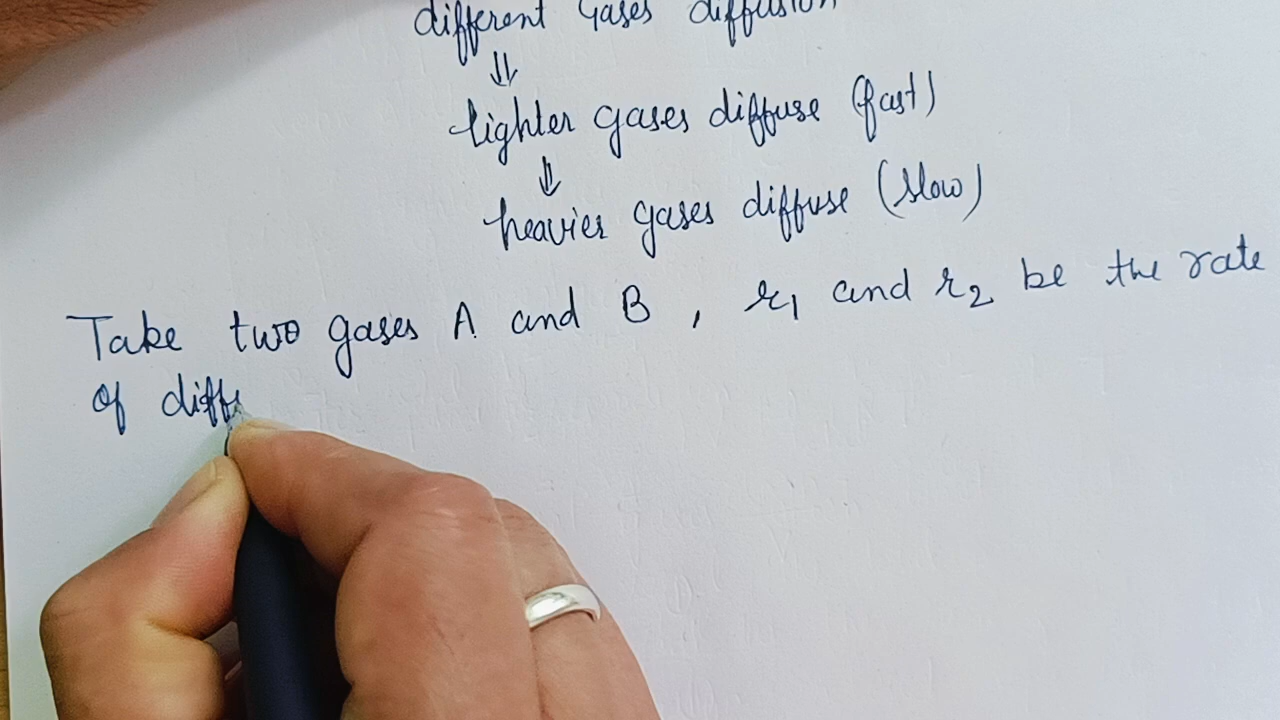 different Gases diffusion
⇓
lighter gases diffuse (fast)
⇓
heavier gases diffuse (slow)
Take two gases A and B , r1 and r2 be the rate
of diff